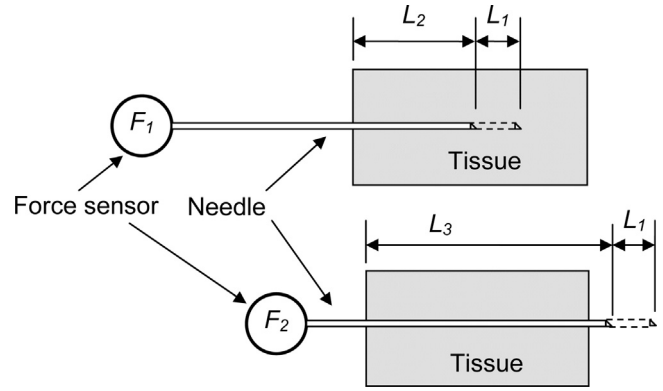 L2 L1
F1
Tissue
Force sensor Needle
L3 L1
F2
Tissue